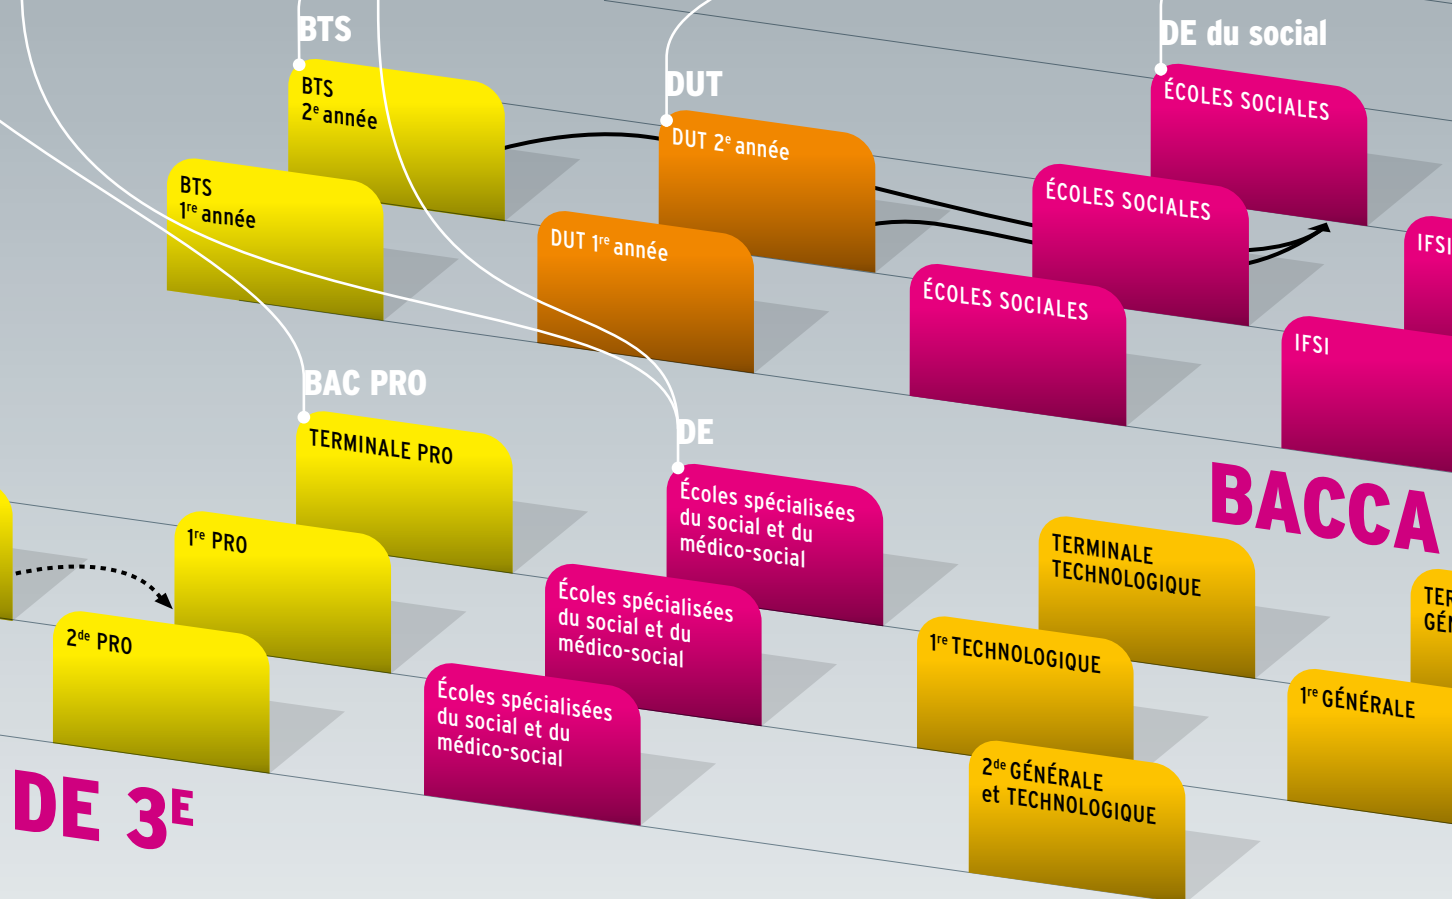 BTS
BTS
2e année
BTS
1re année
DUT
DUT 2e année
DUT 1re année
DE du social
ÉCOLES SOCIALES
ÉCOLES SOCIALES
ÉCOLES SOCIALES
IFSI
IFSI
BACCA
BAC PRO
TERMINALE PRO
1re PRO
2de PRO
DE
Écoles spécialisées
du social et du
médico-social
Écoles spécialisées
du social et du
médico-social
Écoles spécialisées
du social et du
médico-social
TERMINALE
TECHNOLOGIQUE
1re TECHNOLOGIQUE
2de GÉNÉRALE
et TECHNOLOGIQUE
TER
GÉN
1re GÉNÉRALE
DE 3E